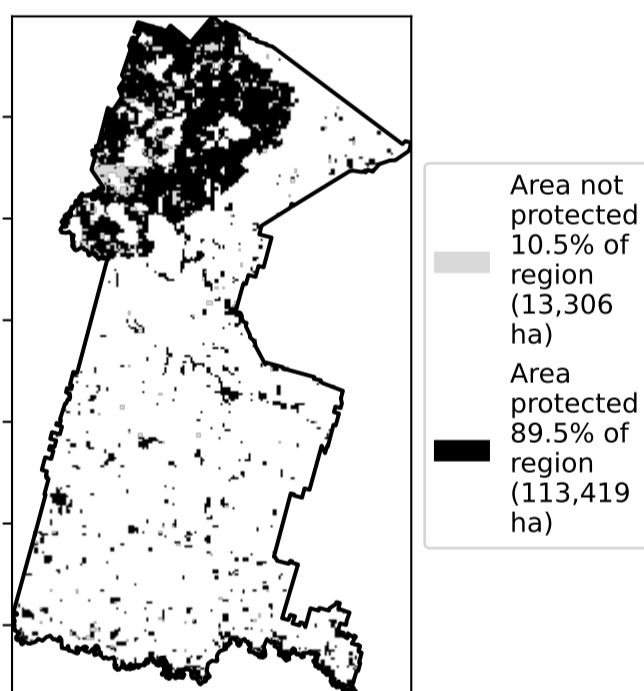 Area not
protected
10.5% of
region
(13,306
ha)
Area
protected
89.5% of
region
(113,419
ha)